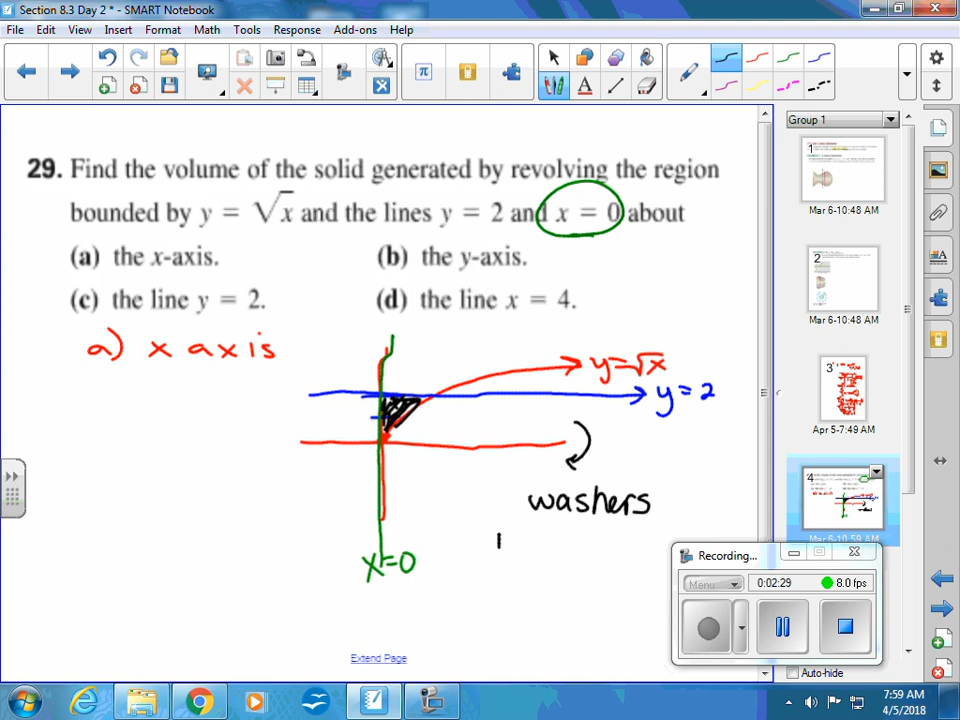 Section 8.3 Day 2 * - SMART Notebook
File Edit View Insert Format Math Tools Response Add-ons Help
Group 1
29. Find the volume of the solid generated by revolving the region
bounded by y = √x and the lines y = 2 and x = 0 about
(a) the x-axis. (b) the y-axis.
(c) the line y = 2. (d) the line x = 4.
a) x axis
y=√x
y=2
washers
x=0
Extend Page
1
Mar 6-10:48 AM
2
Mar 6-10:48 AM
3
Apr 5-7:49 AM
4
Mar 6-10:59 AM
Recording...
Menu
0:02:29
8.0 fps
Auto-hide
7:59 AM
4/5/2018